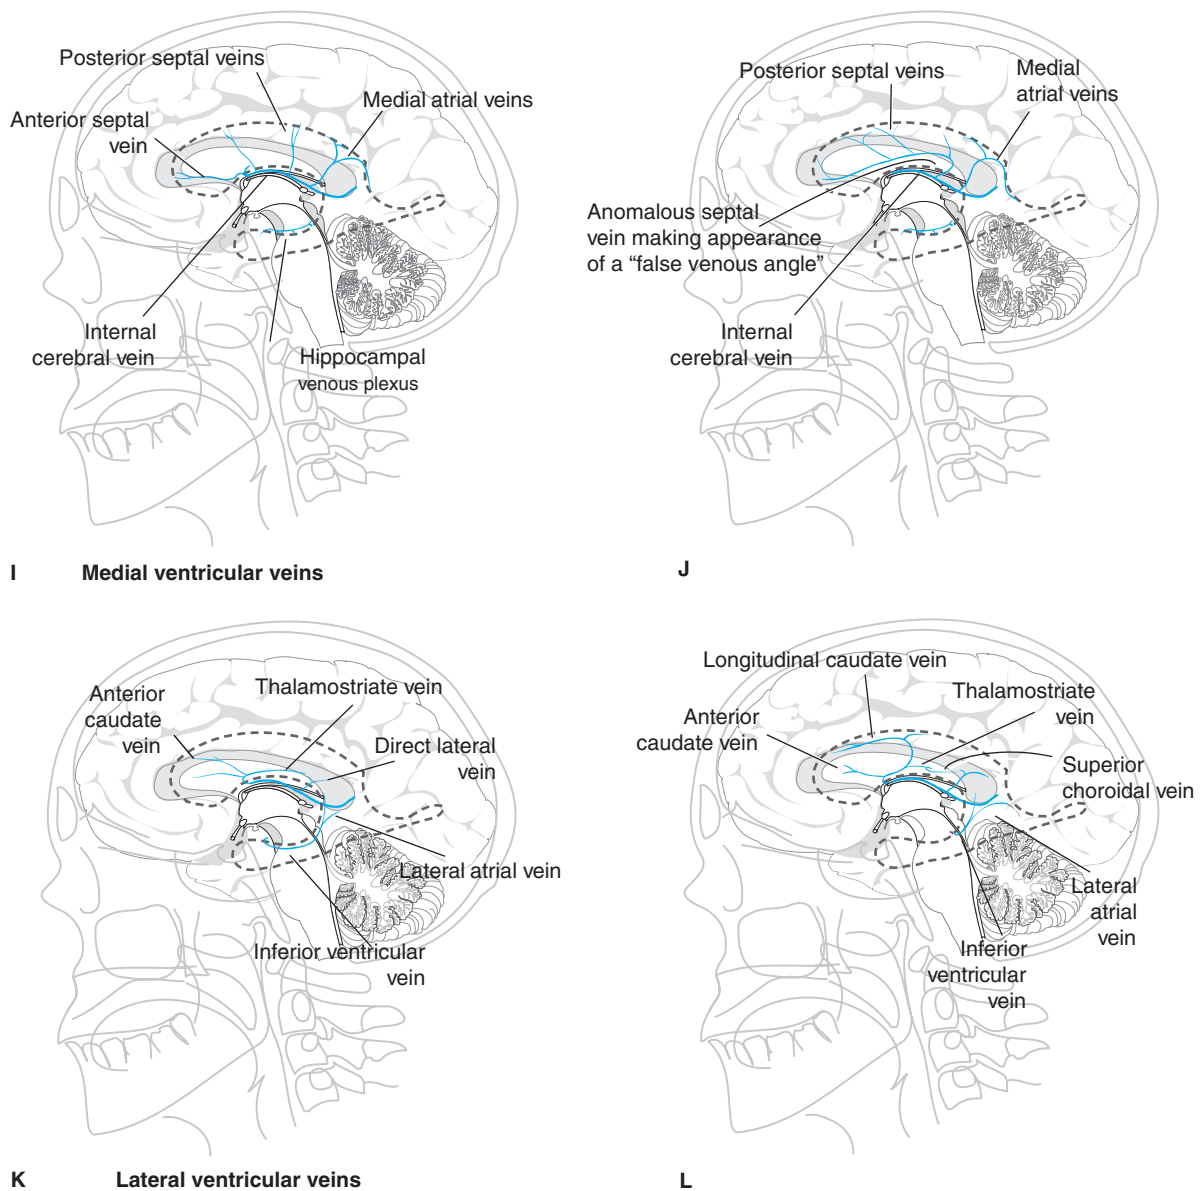 Posterior septal veins
Medial atrial veins
Anterior septal
vein
Internal
cerebral vein
Hippocampal
venous plexus
I Medial ventricular veins
Posterior septal veins
Medial
atrial veins
Anomalous septal
vein making appearance
of a “false venous angle”
Internal
cerebral vein
J
Anterior
caudate
vein
Thalamostriate vein
Direct lateral
vein
Lateral atrial vein
Inferior ventricular
vein
K Lateral ventricular veins
Longitudinal caudate vein
Thalamostriate
vein
Anterior
caudate vein
Superior
choroidal vein
Lateral
atrial
vein
Inferior
ventricular
vein
L